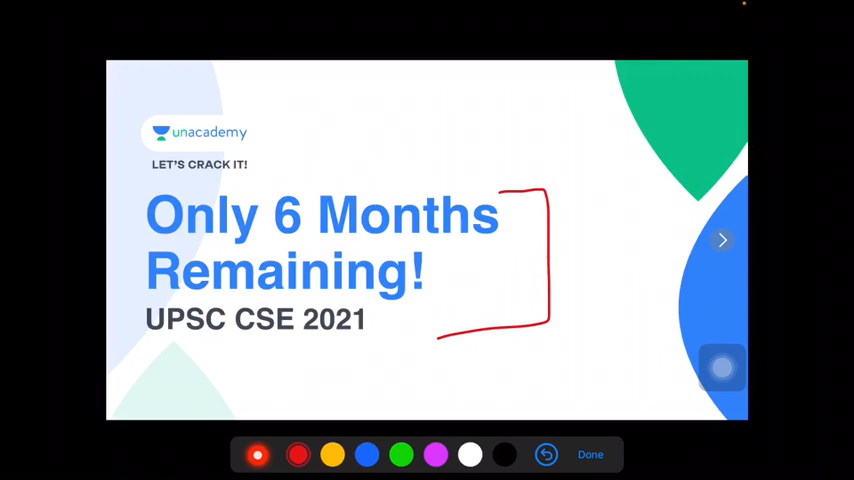 unacademy
LET'S CRACK IT!
Only 6 Months
Remaining!
UPSC CSE 2021
Done